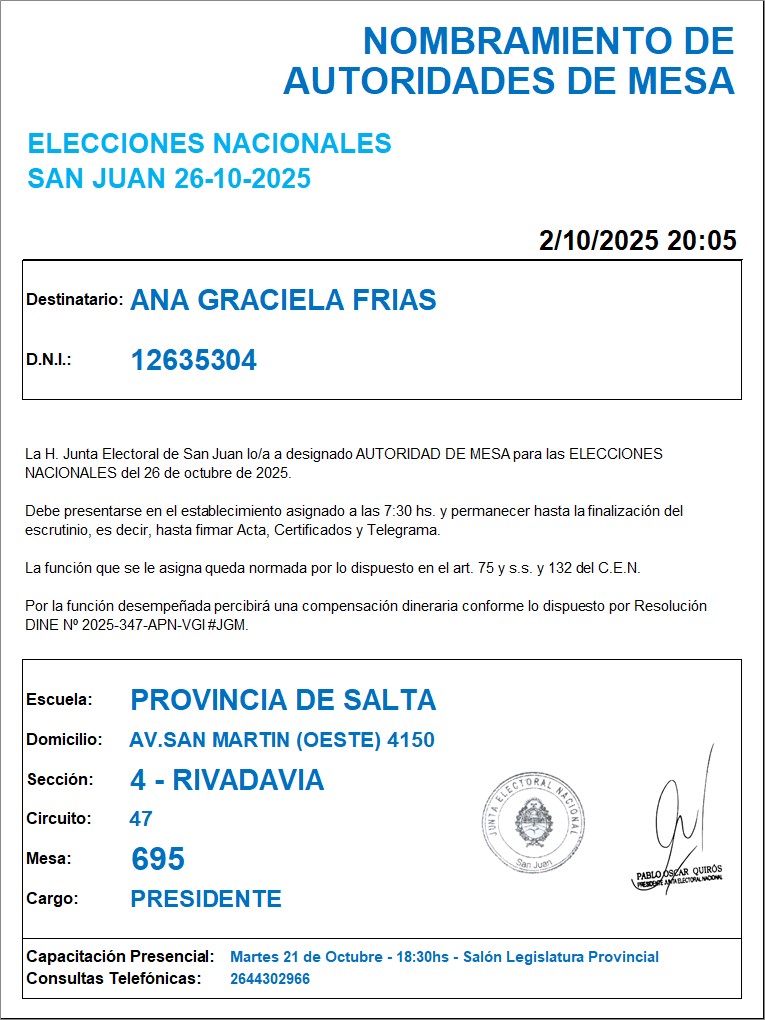 NOMBRAMIENTO DE
AUTORIDADES DE MESA
ELECCIONES NACIONALES
SAN JUAN 26-10-2025
2/10/2025 20:05
Destinatario: ANA GRACIELA FRIAS
D.N.I.: 12635304
La H. Junta Electoral de San Juan lo/a a designado AUTORIDAD DE MESA para las ELECCIONES
NACIONALES del 26 de octubre de 2025.
Debe presentarse en el establecimiento asignado a las 7:30 hs. y permanecer hasta la finalización del
escrutinio, es decir, hasta firmar Acta, Certificados y Telegrama.
La función que se le asigna queda normada por lo dispuesto en el art. 75 y s.s. y 132 del C.E.N.
Por la función desempeñada percibirá una compensación dineraria conforme lo dispuesto por Resolución
DINE Nº 2025-347-APN-VGI#JGM.
Escuela: PROVINCIA DE SALTA
Domicilio: AV.SAN MARTIN (OESTE) 4150
Sección: 4 - RIVADAVIA
Circuito: 47
Mesa: 695
Cargo: PRESIDENTE
JUNTA ELECTORAL NACIONAL
San Juan
PABLO OSCAR QUIRÓS
PRESIDENTE JUNTA ELECTORAL NACIONAL
Capacitación Presencial: Martes 21 de Octubre - 18:30hs - Salón Legislatura Provincial
Consultas Telefónicas: 2644302966